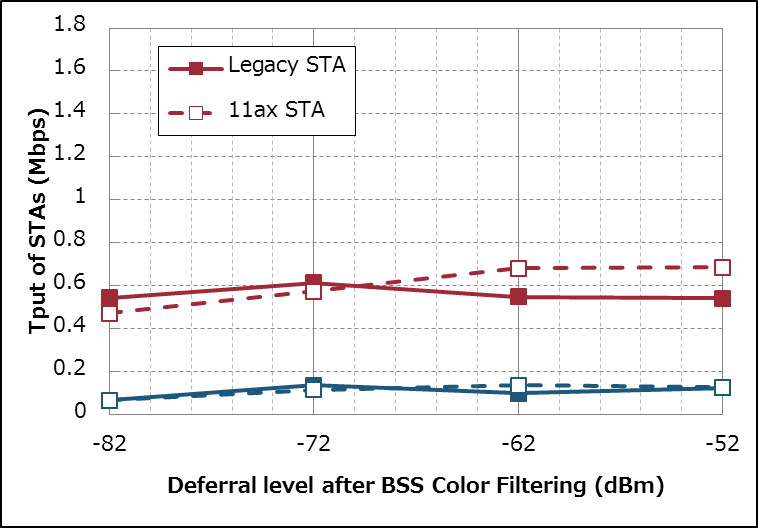 1.8
1.6
1.4
1.2
1
0.8
0.6
0.4
0.2
0
Tput of STAs (Mbps)
Legacy STA
11ax STA
-82 -72 -62 -52
Deferral level after BSS Color Filtering (dBm)